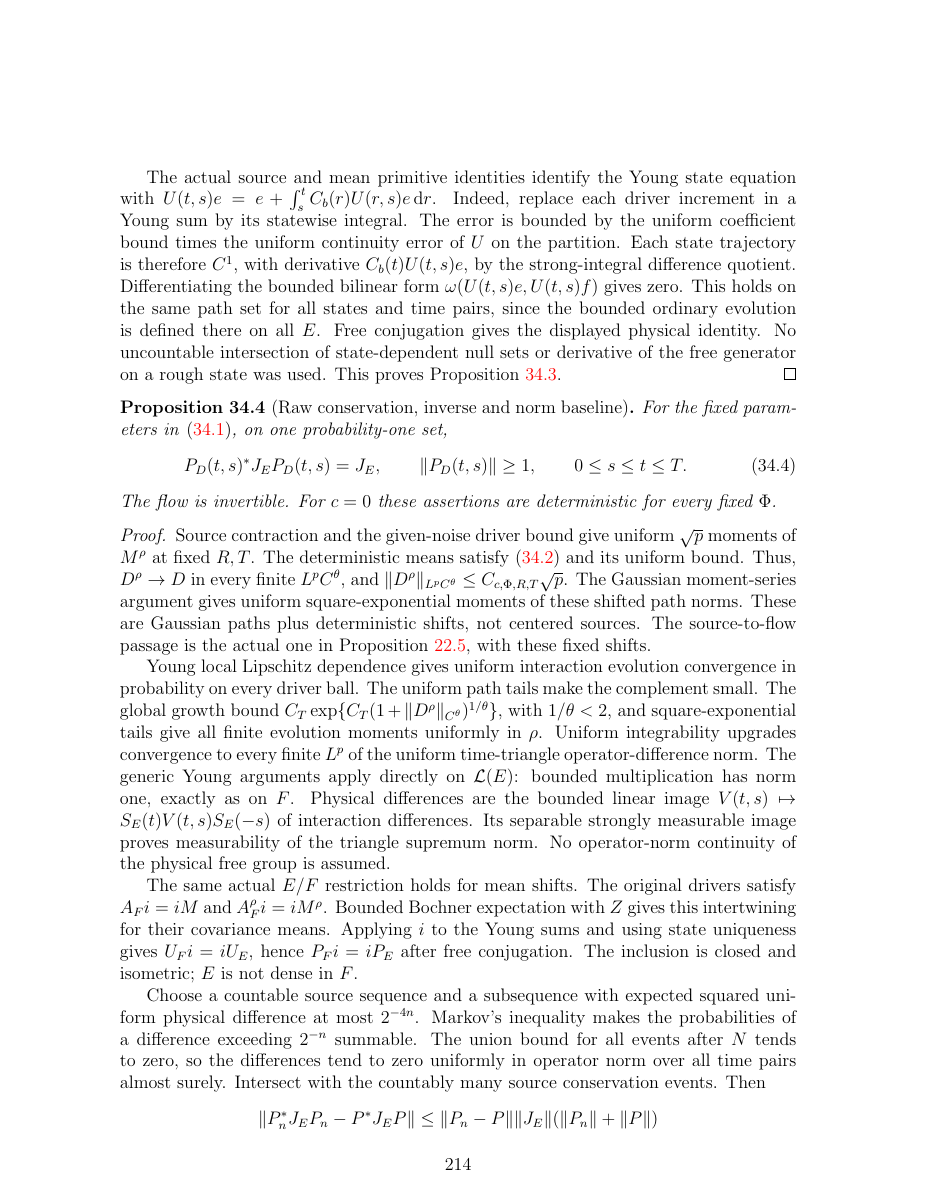 The actual source and mean primitive identities identify the Young state equation
with U(t, s)e = e + ∫_s^t C_b(r)U(r, s)e dr. Indeed, replace each driver increment in a
Young sum by its statewise integral. The error is bounded by the uniform coefficient
bound times the uniform continuity error of U on the partition. Each state trajectory
is therefore C^1, with derivative C_b(t)U(t, s)e, by the strong-integral difference quotient.
Differentiating the bounded bilinear form ω(U(t, s)e, U(t, s)f) gives zero. This holds on
the same path set for all states and time pairs, since the bounded ordinary evolution
is defined there on all E. Free conjugation gives the displayed physical identity. No
uncountable intersection of state-dependent null sets or derivative of the free generator
on a rough state was used. This proves Proposition 34.3. □
Proposition 34.4 (Raw conservation, inverse and norm baseline). For the fixed param-
eters in (34.1), on one probability-one set,
P_D(t, s)^*J_E P_D(t, s) = J_E, ‖P_D(t, s)‖ ≥ 1, 0 ≤ s ≤ t ≤ T. (34.4)
The flow is invertible. For c = 0 these assertions are deterministic for every fixed Φ.
Proof. Source contraction and the given-noise driver bound give uniform √p moments of
M^ρ at fixed R, T. The deterministic means satisfy (34.2) and its uniform bound. Thus,
D^ρ → D in every finite L^pC^θ, and ‖D^ρ‖_{L^pC^θ} ≤ C_{c,Φ,R,T}√p. The Gaussian moment-series
argument gives uniform square-exponential moments of these shifted path norms. These
are Gaussian paths plus deterministic shifts, not centered sources. The source-to-flow
passage is the actual one in Proposition 22.5, with these fixed shifts.
Young local Lipschitz dependence gives uniform interaction evolution convergence in
probability on every driver ball. The uniform path tails make the complement small. The
global growth bound C_T exp{C_T(1+‖D^ρ‖_{C^θ})^{1/θ}}, with 1/θ < 2, and square-exponential
tails give all finite evolution moments uniformly in ρ. Uniform integrability upgrades
convergence to every finite L^p of the uniform time-triangle operator-difference norm. The
generic Young arguments apply directly on 𝓛(E): bounded multiplication has norm
one, exactly as on F. Physical differences are the bounded linear image V(t, s) ↦
S_E(t)V(t, s)S_E(−s) of interaction differences. Its separable strongly measurable image
proves measurability of the triangle supremum norm. No operator-norm continuity of
the physical free group is assumed.
The same actual E/F restriction holds for mean shifts. The original drivers satisfy
A_F i = iM and A_F^ρ i = iM^ρ. Bounded Bochner expectation with Z gives this intertwining
for their covariance means. Applying i to the Young sums and using state uniqueness
gives U_F i = iU_E, hence P_F i = iP_E after free conjugation. The inclusion is closed and
isometric; E is not dense in F.
Choose a countable source sequence and a subsequence with expected squared uni-
form physical difference at most 2^{−4n}. Markov's inequality makes the probabilities of
a difference exceeding 2^{−n} summable. The union bound for all events after N tends
to zero, so the differences tend to zero uniformly in operator norm over all time pairs
almost surely. Intersect with the countably many source conservation events. Then
‖P_n^*J_E P_n − P^*J_E P‖ ≤ ‖P_n − P‖‖J_E‖(‖P_n‖ + ‖P‖)
214